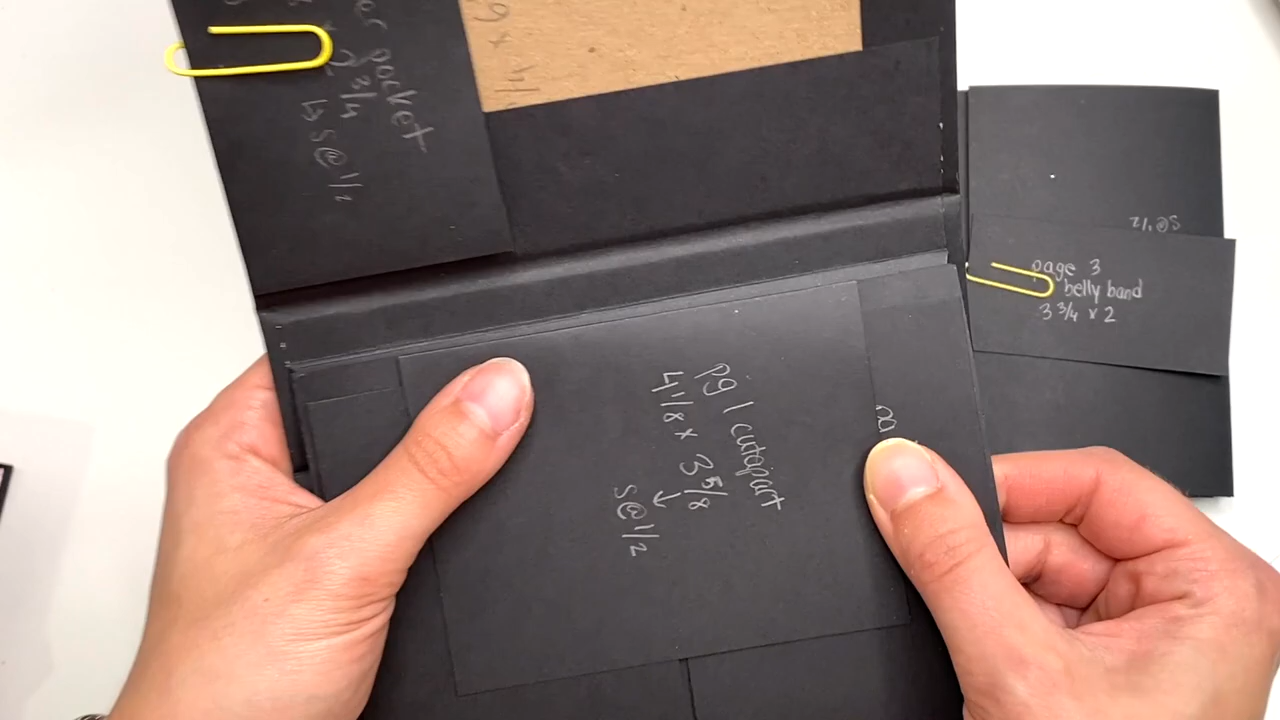 pocket
2 3/4
↳ s@ 1/2
s@ 1/2
page 3
belly band
3 3/4 x 2
pg 1 cutapart
4 1/8 x 3 5/8
↓
s@ 1/2